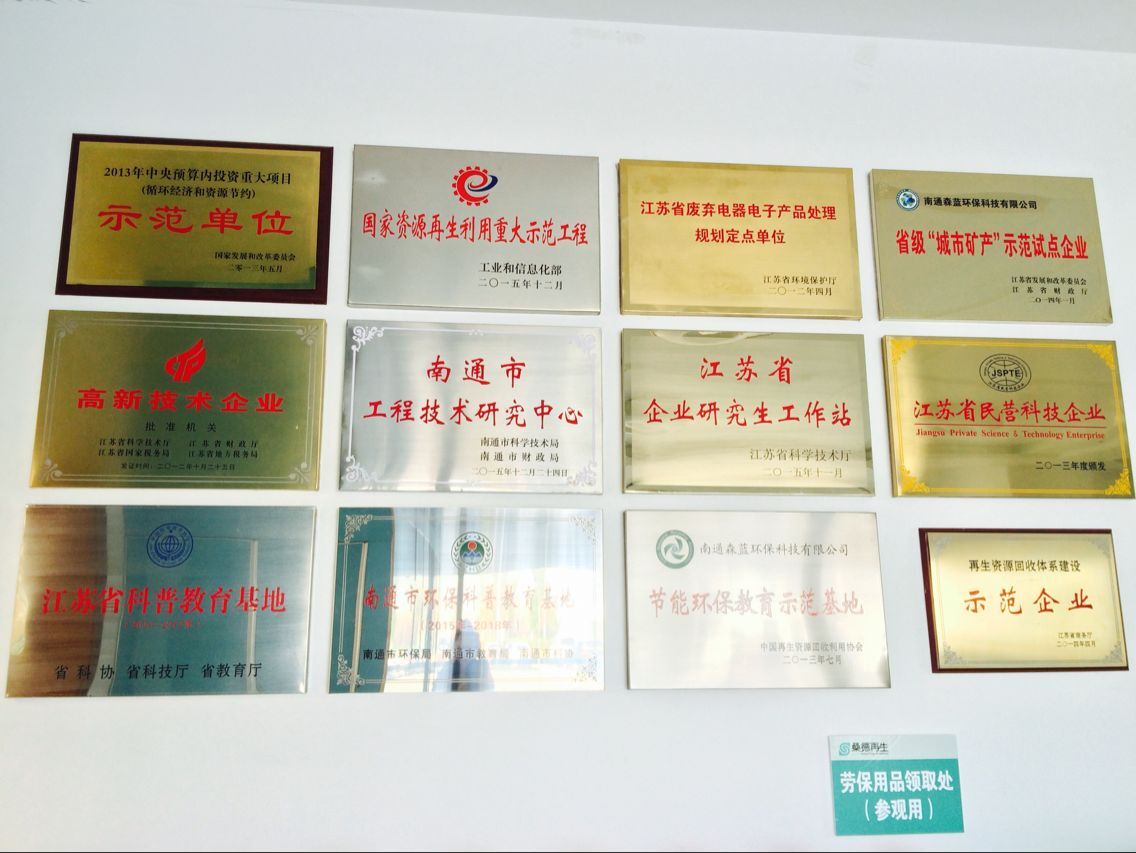 2013年中央预算内投资重大项目
(循环经济和资源节约)
示范单位
国家发展和改革委员会
二零一三年五月
国家资源再生利用重大示范工程
工业和信息化部
二〇一五年十二月
江苏省废弃电器电子产品处理
规划定点单位
江苏省环境保护厅
二〇一二年四月
南通森蓝环保科技有限公司
省级“城市矿产”示范试点企业
江苏省发展和改革委员会
江苏省财政厅
二〇一四年一月
高新技术企业
批准机关
江苏省科学技术厅 江苏省财政厅
江苏省国家税务局 江苏省地方税务局
发证时间：二〇一二年十月二十五日
南通市
工程技术研究中心
南通市科学技术局
南通市财政局
二〇一五年十二月二十四日
江苏省
企业研究生工作站
江苏省科学技术厅
二〇一五年十一月
JSPTE
江苏省民营科技企业
Jiangsu Private Science & Technology Enterprise
二〇一三年度颁发
江苏省科普教育基地
省科协 省科技厅 省教育厅
南通市环保科普教育基地
(2015年-2018年)
南通市环保局 南通市教育局 南通市科协
南通森蓝环保科技有限公司
节能环保教育示范基地
中国再生资源回收利用协会
二〇一三年七月
再生资源回收体系建设
示范企业
江苏省商务厅
二〇一四年四月
桑德再生
劳保用品领取处
(参观用)